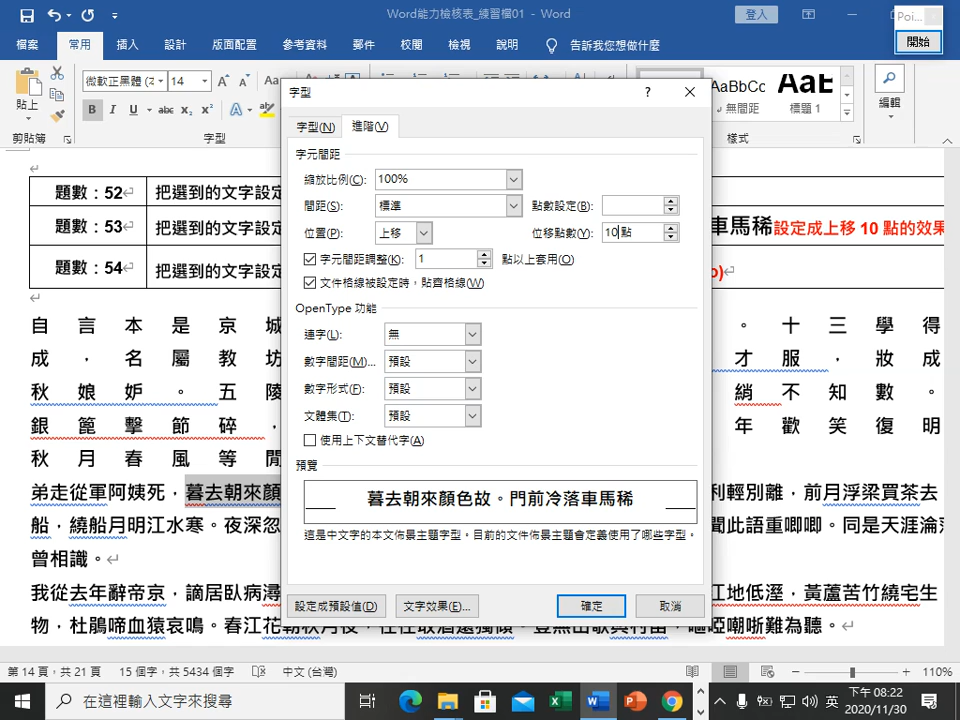 Word能力檢核表_練習檔01 - Word
登入
Poi...
開始
檔案 常用 插入 設計 版面配置 參考資料 郵件 校閱 檢視 說明 告訴我您想做什麼
貼上
微軟正黑體 (2
14
Aa
B I U abc x₂ x²
剪貼簿
字型
AaBbCc
無間距
AaE
標題 1
樣式
編輯
字型
? ×
字型(N) 進階(V)
字元間距
縮放比例(C): 100%
間距(S): 標準 點數設定(B):
位置(P): 上移 位移點數(Y): 10點
字元間距調整(K): 1 點以上套用(O)
文件格線被設定時，貼齊格線(W)
OpenType 功能
連字(L): 無
數字間距(M)... 預設
數字形式(F): 預設
文體集(T): 預設
使用上下文替代字(A)
預覽
暮去朝來顏色故。門前冷落車馬稀
這是中文字的本文佈景主題字型。目前的文件佈景主題會定義使用了哪些字型。
設定成預設值(D) 文字效果(E)... 確定 取消
題數：52 把選到的文字設定
題數：53 把選到的文字設定 車馬稀設定成上移 10 點的效果
題數：54 把選到的文字設定 )
自言本是京城 。十三學得
成，名屬教坊 才服，妝成
秋娘妒。五陵 綃不知數。
銀篦擊節碎， 年歡笑復明
秋月春風等閒
弟走從軍阿姨死，暮去朝來顏 利輕別離，前月浮梁買茶去
船，繞船月明江水寒。夜深忽 聞此語重唧唧。同是天涯淪
曾相識。
我從去年辭帝京，謫居臥病潯 江地低溼，黃蘆苦竹繞宅生
物，杜鵑啼血猿哀鳴。春江花朝秋月夜，往往取酒還獨傾。豈無山歌與村笛，嘔啞嘲哳難為聽。
第 14 頁，共 21 頁 15 個字，共 5434 個字 中文 (台灣) 110%
在這裡輸入文字來搜尋
英
下午 08:22
2020/11/30